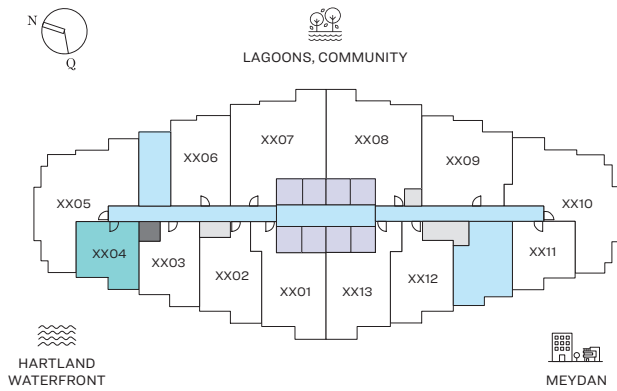 N
Q
LAGOONS, COMMUNITY
XX06
XX07
XX08
XX09
XX05
XX10
XX04
XX03
XX02
XX01
XX13
XX12
XX11
HARTLAND
WATERFRONT
MEYDAN